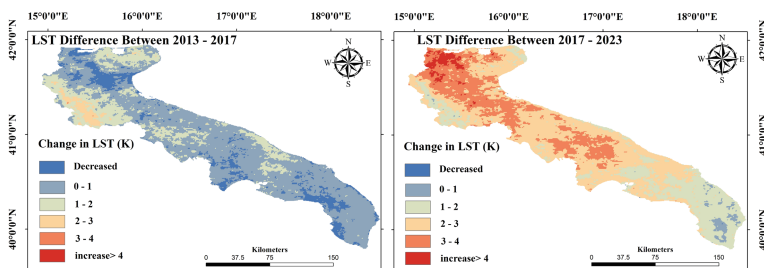 15°0'0"E 16°0'0"E 17°0'0"E 18°0'0"E
42°0'0"N
LST Difference Between 2013 - 2017
N
W E
S
41°0'0"N
Change in LST (K)
Decreased
0 - 1
1 - 2
2 - 3
3 - 4
increase> 4
40°0'0"N
Kilometers
0 37.5 75 150
15°0'0"E 16°0'0"E 17°0'0"E 18°0'0"E
LST Difference Between 2017 - 2023
N
W E
S
Change in LST (K)
Decreased
0 - 1
1 - 2
2 - 3
3 - 4
increase> 4
Kilometers
0 37.5 75 150